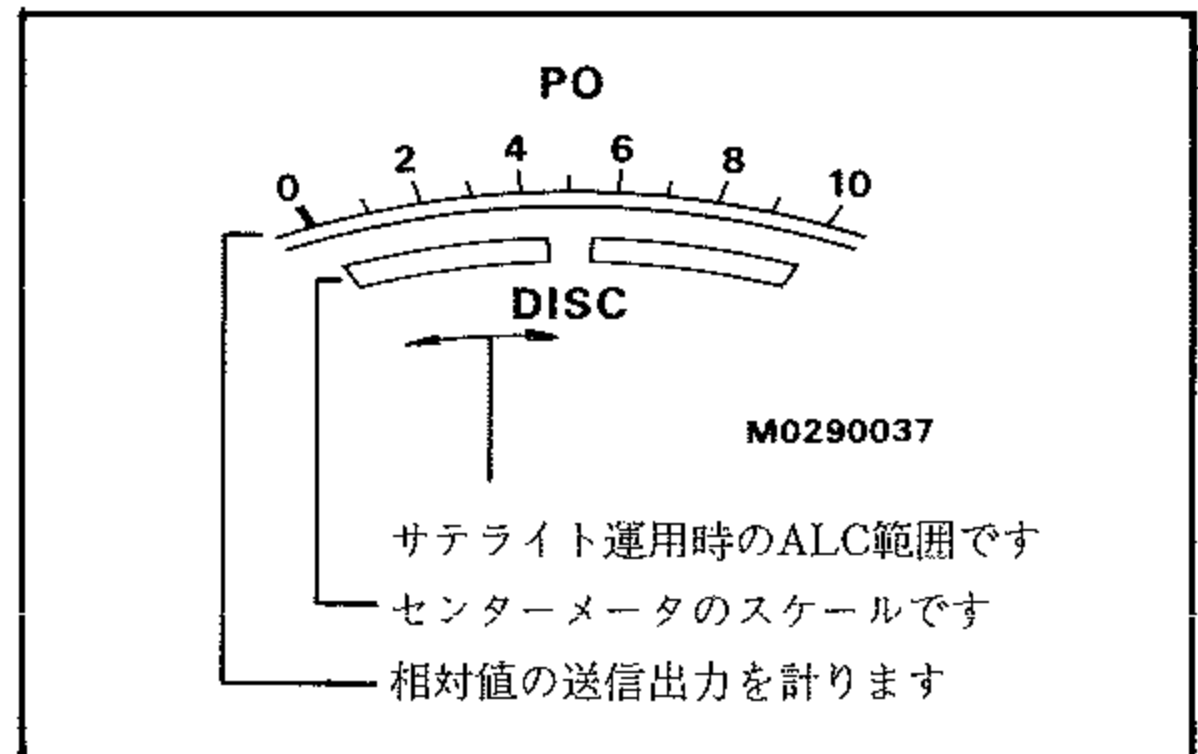 PO
0 2 4 6 8 10
DISC
M0290037
サテライト運用時のALC範囲です
センターメータのスケールです
相対値の送信出力を計ります